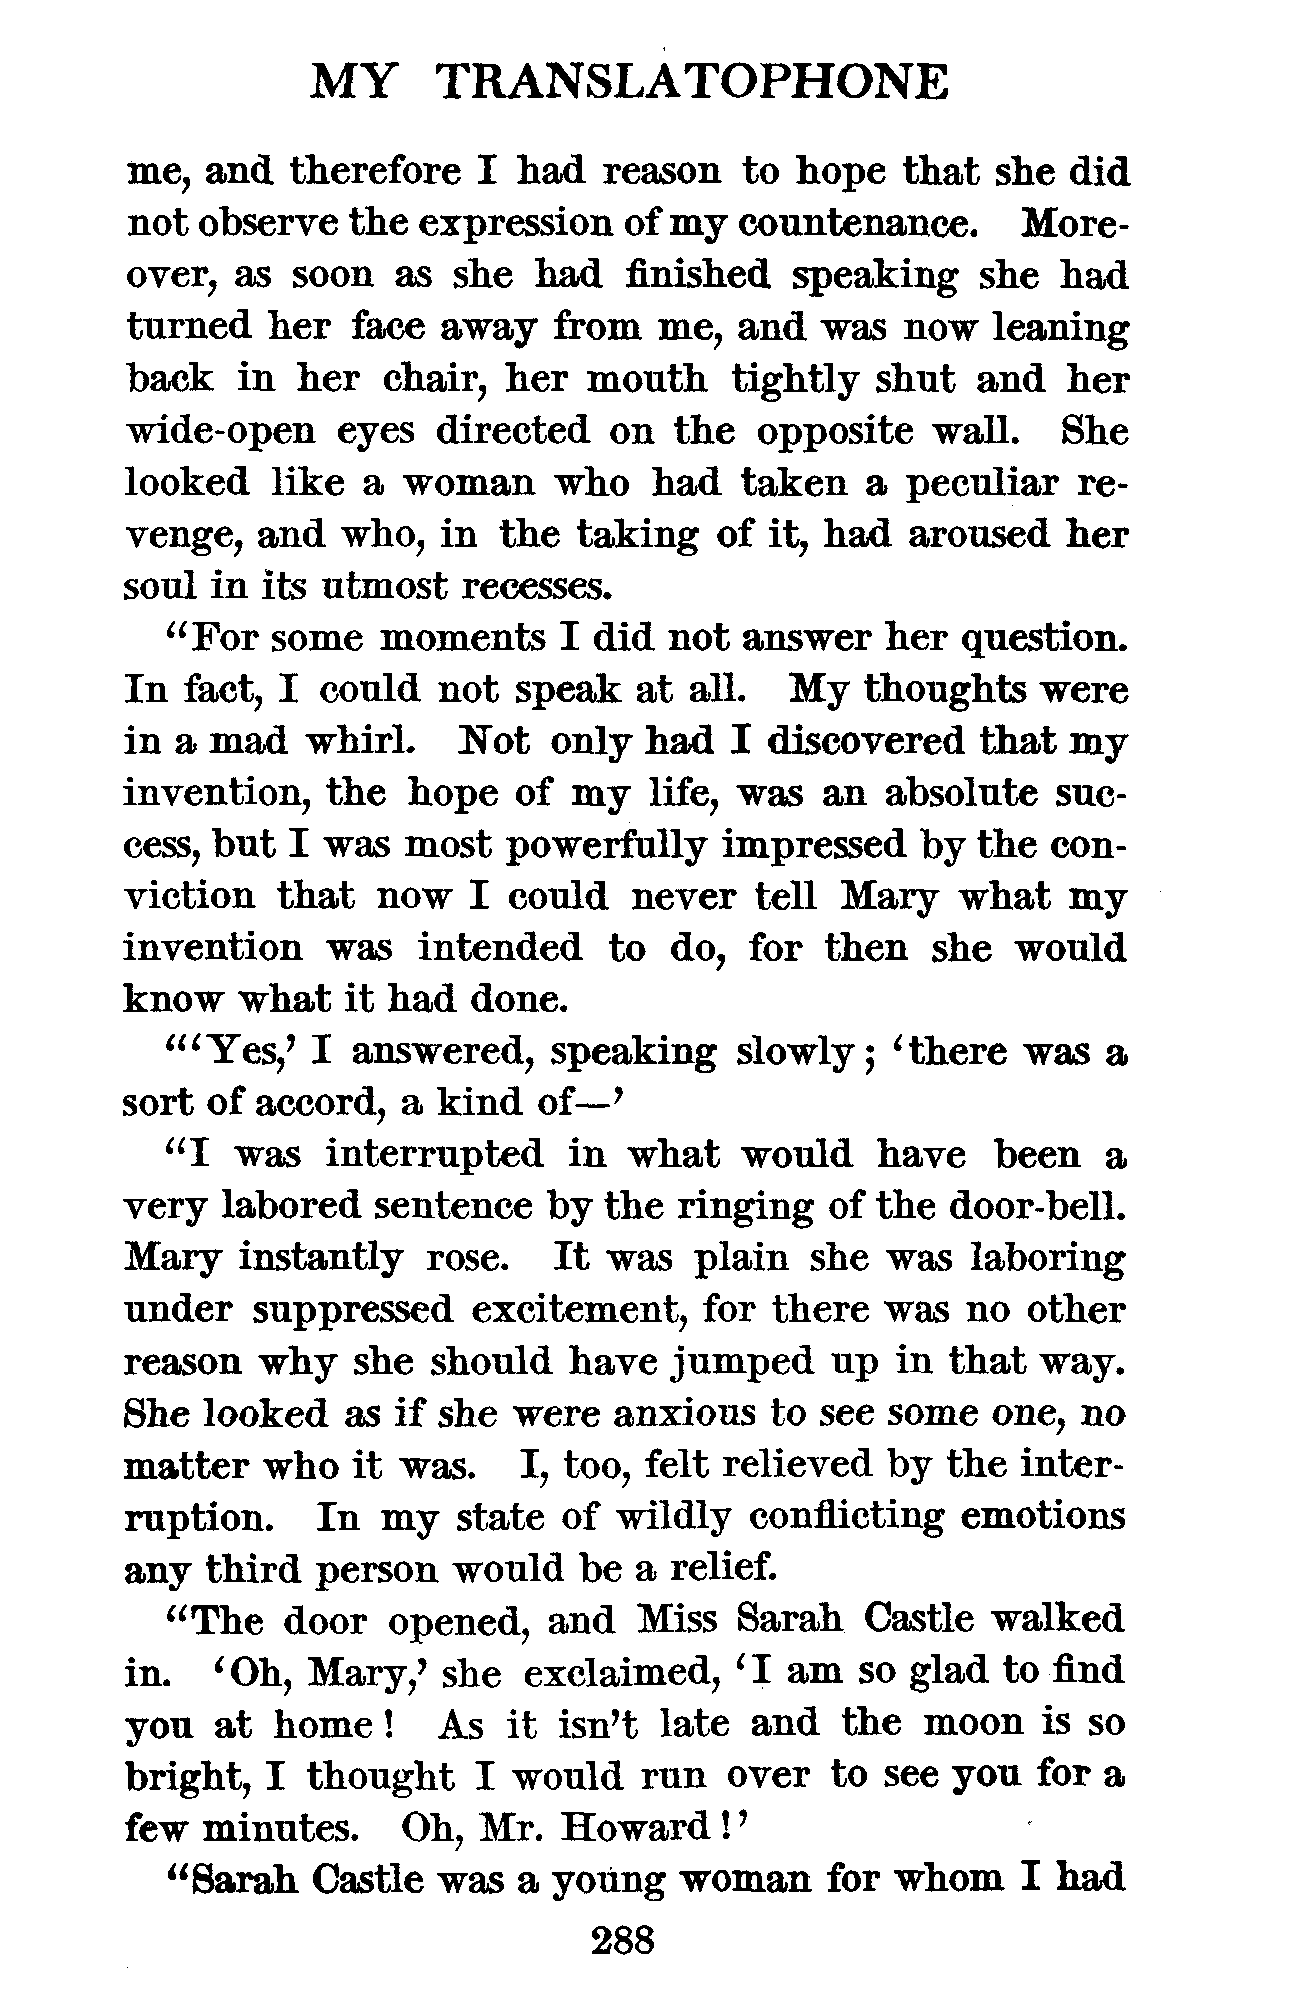 MY TRANSLATOPHONE
me, and therefore I had reason to hope that she did
not observe the expression of my countenance. More-
over, as soon as she had finished speaking she had
turned her face away from me, and was now leaning
back in her chair, her mouth tightly shut and her
wide-open eyes directed on the opposite wall. She
looked like a woman who had taken a peculiar re-
venge, and who, in the taking of it, had aroused her
soul in its utmost recesses.
“For some moments I did not answer her question.
In fact, I could not speak at all. My thoughts were
in a mad whirl. Not only had I discovered that my
invention, the hope of my life, was an absolute suc-
cess, but I was most powerfully impressed by the con-
viction that now I could never tell Mary what my
invention was intended to do, for then she would
know what it had done.
“‘Yes,’ I answered, speaking slowly; ‘there was a
sort of accord, a kind of—’
“I was interrupted in what would have been a
very labored sentence by the ringing of the door-bell.
Mary instantly rose. It was plain she was laboring
under suppressed excitement, for there was no other
reason why she should have jumped up in that way.
She looked as if she were anxious to see some one, no
matter who it was. I, too, felt relieved by the inter-
ruption. In my state of wildly conflicting emotions
any third person would be a relief.
“The door opened, and Miss Sarah Castle walked
in. ‘Oh, Mary,’ she exclaimed, ‘I am so glad to find
you at home! As it isn’t late and the moon is so
bright, I thought I would run over to see you for a
few minutes. Oh, Mr. Howard!’
“Sarah Castle was a young woman for whom I had
288